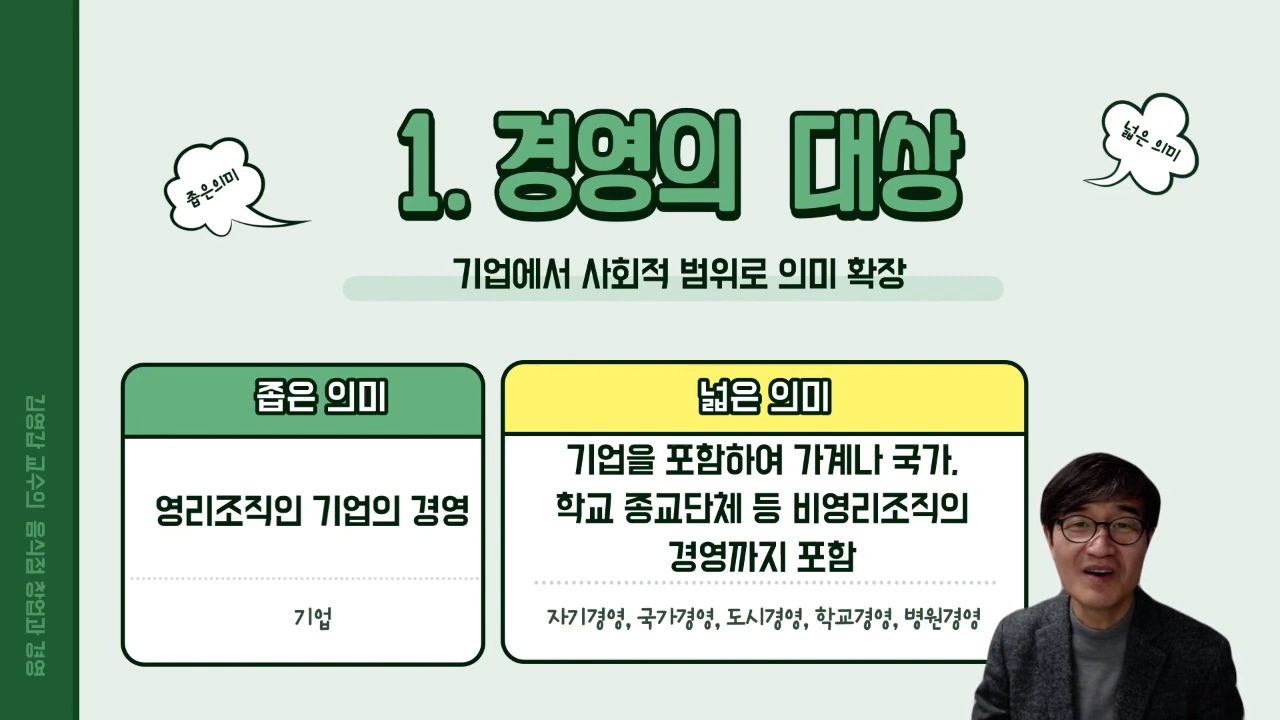 1. 경영의 대상
좁은의미
넓은 의미
기업에서 사회적 범위로 의미 확장
좁은 의미
영리조직인 기업의 경영
기업
넓은 의미
기업을 포함하여 가계나 국가,
학교 종교단체 등 비영리조직의
경영까지 포함
자기경영, 국가경영, 도시경영, 학교경영, 병원경영
김영갑 교수의 음식점 창업과 경영